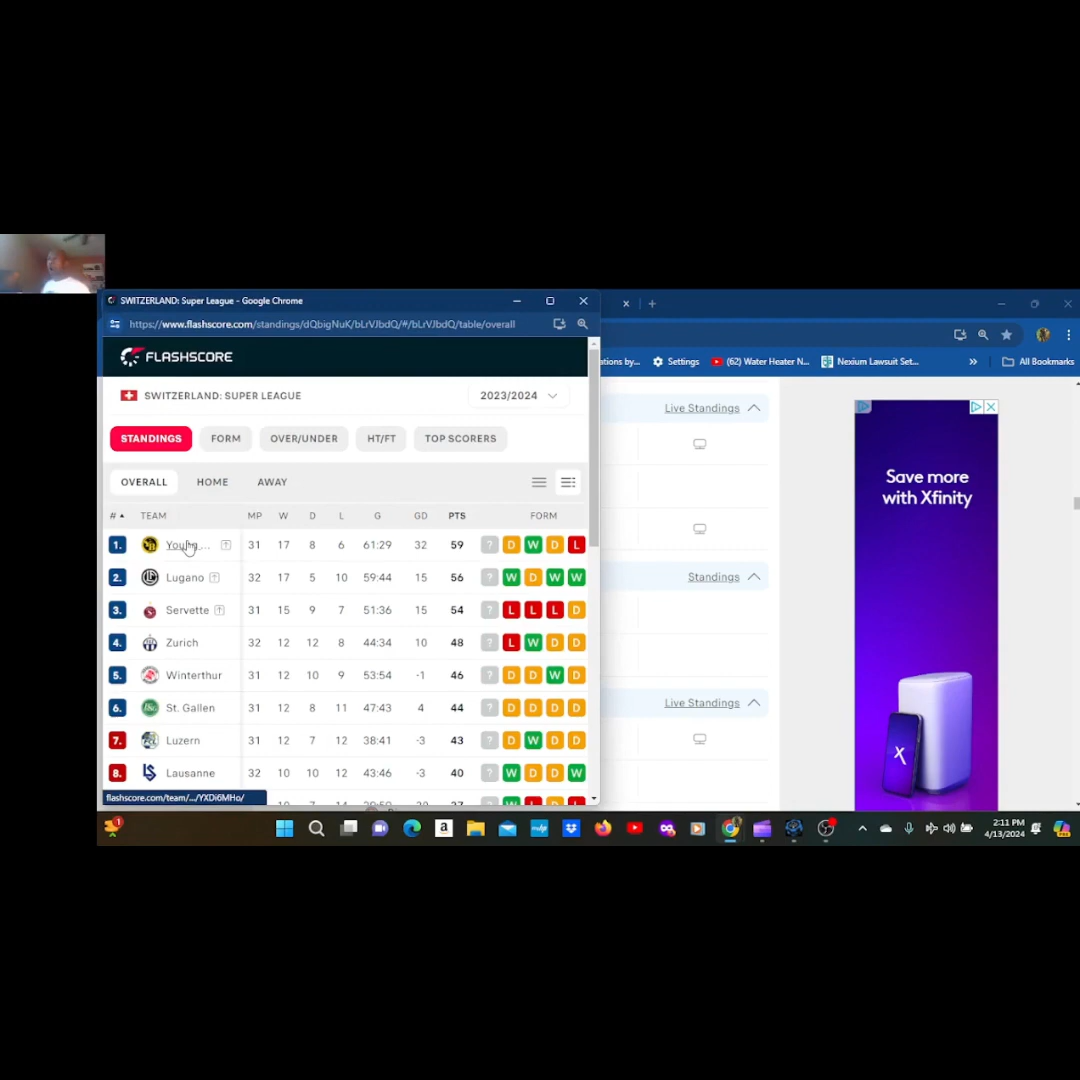 SWITZERLAND: Super League - Google Chrome
https://www.flashscore.com/standings/dQbigNuK/bLrVJbdQ/#/bLrVJbdQ/table/overall
ations by... Settings (62) Water Heater N... Nexium Lawsuit Set... » All Bookmarks
FLASHSCORE
SWITZERLAND: SUPER LEAGUE 2023/2024
STANDINGS FORM OVER/UNDER HT/FT TOP SCORERS
OVERALL HOME AWAY
# TEAM MP W D L G GD PTS FORM
1. 31 17 8 6 61:29 32 59 ? D W D L
2. Lugano 32 17 5 10 59:44 15 56 ? W D W W
3. Servette 31 15 9 7 51:36 15 54 ? L L L D
4. Zurich 32 12 12 8 44:34 10 48 ? L W D D
5. Winterthur 31 12 10 9 53:54 -1 46 ? D D W D
6. St. Gallen 31 12 8 11 47:43 4 44 ? D D D D
7. Luzern 31 12 7 12 38:41 -3 43 ? D W D D
8. Lausanne 32 10 10 12 43:46 -3 40 ? W D D W
flashscore.com/team/.../YXDi6MHo/
Live Standings
Standings
Live Standings
Save more
with Xfinity
X
2:11 PM
4/13/2024